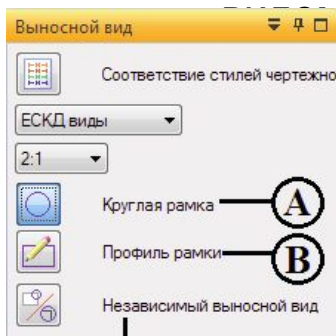 Выносной вид
Соответствие стилей чертежно
ЕСКД виды
2:1
Круглая рамка
A
Профиль рамки
B
Независимый выносной вид